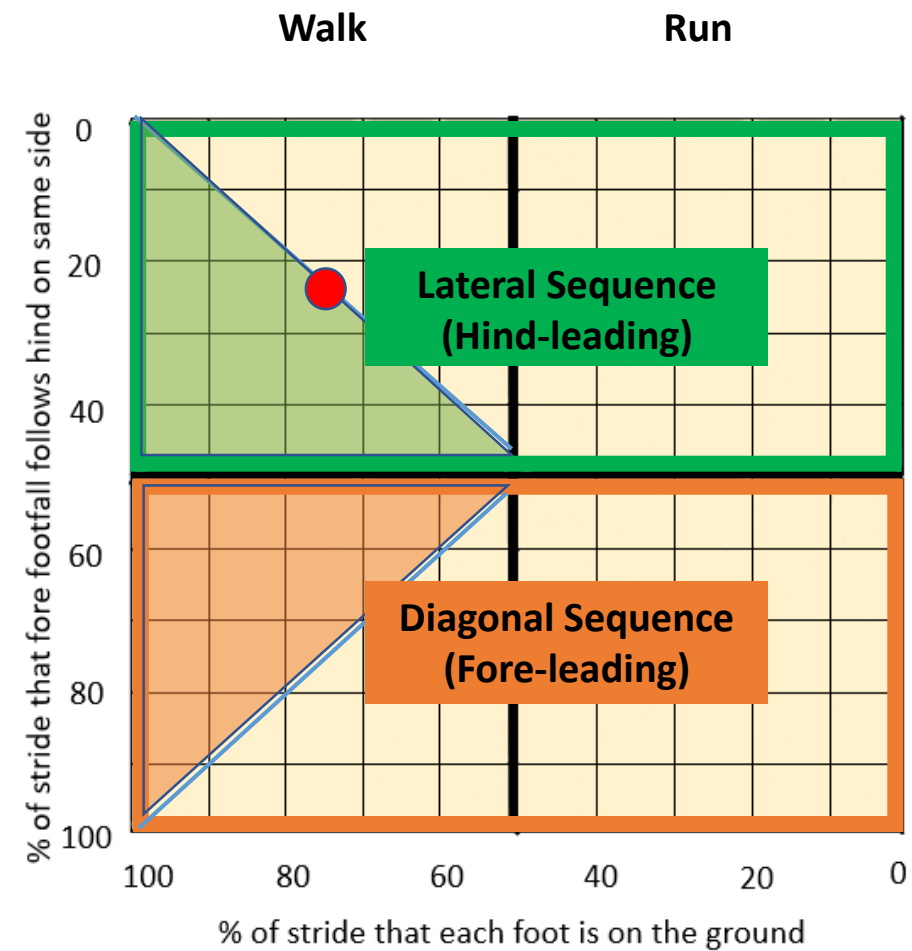 Walk
Run
% of stride that fore footfall follows hind on same side
0
20
40
60
80
100
Lateral Sequence
(Hind-leading)
Diagonal Sequence
(Fore-leading)
100
80
60
40
20
0
% of stride that each foot is on the ground